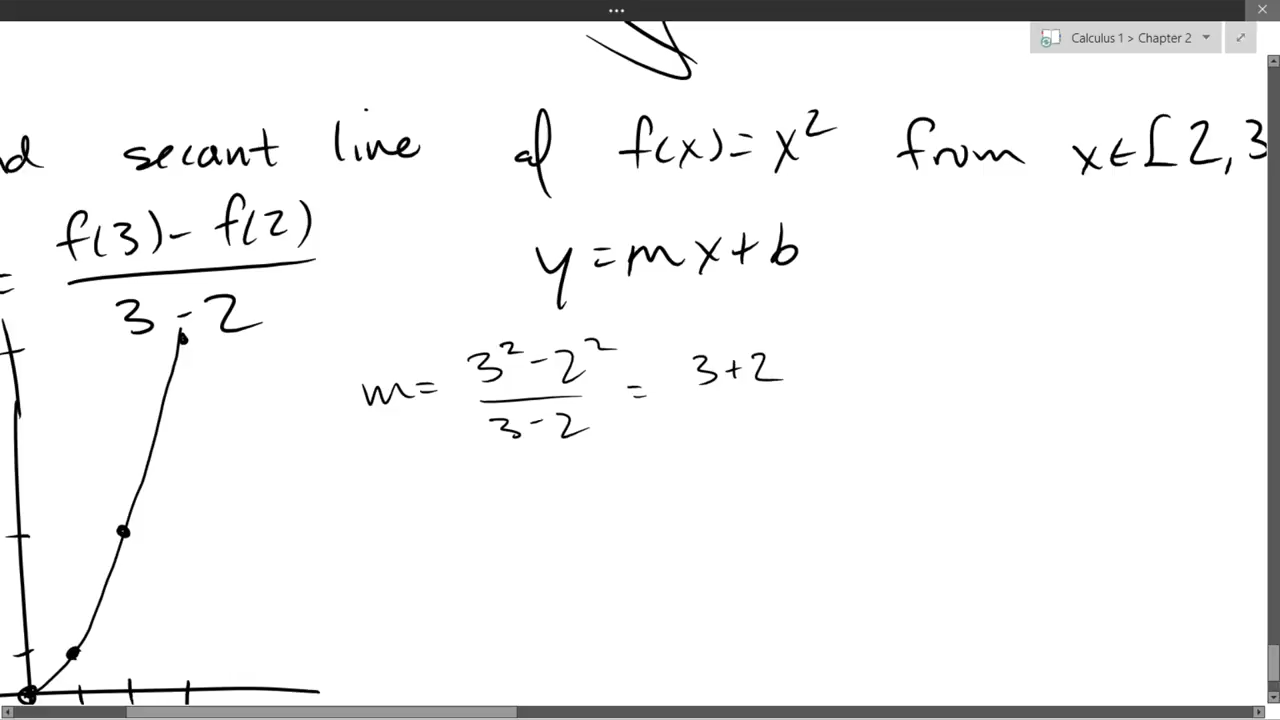 ...
Calculus 1 > Chapter 2
nd secant line of f(x) = x² from x∈[2, 3
= f(3) - f(2)
3 - 2
y = mx + b
m = 3² - 2² = 3 + 2
3 - 2